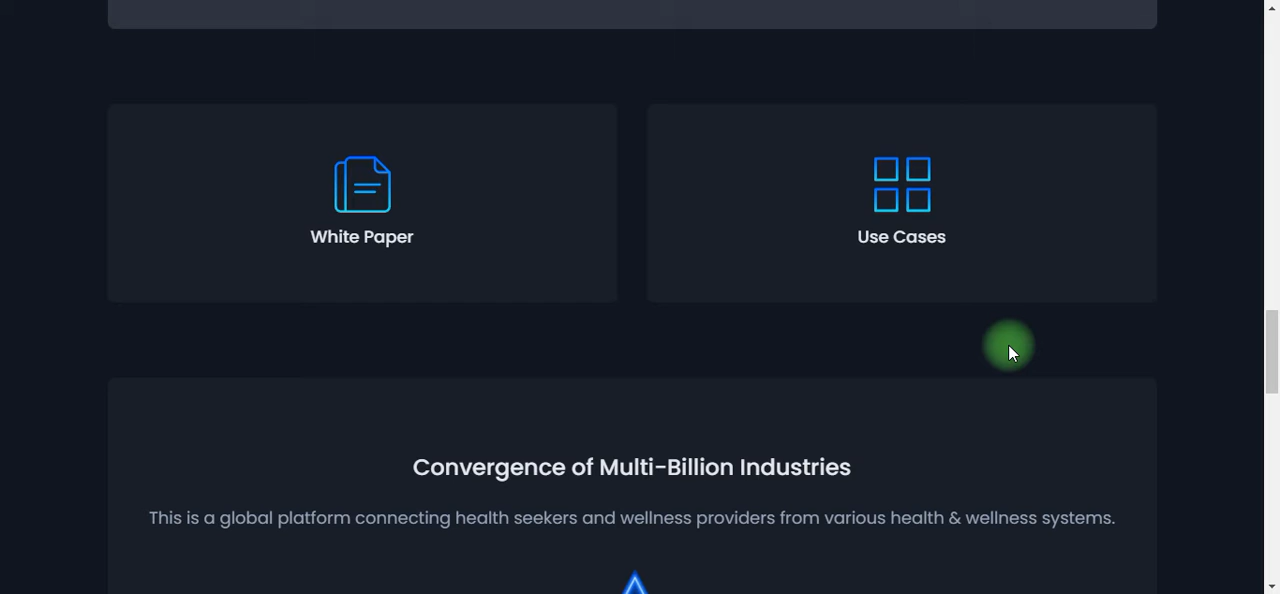 White Paper
Use Cases
Convergence of Multi-Billion Industries
This is a global platform connecting health seekers and wellness providers from various health & wellness systems.